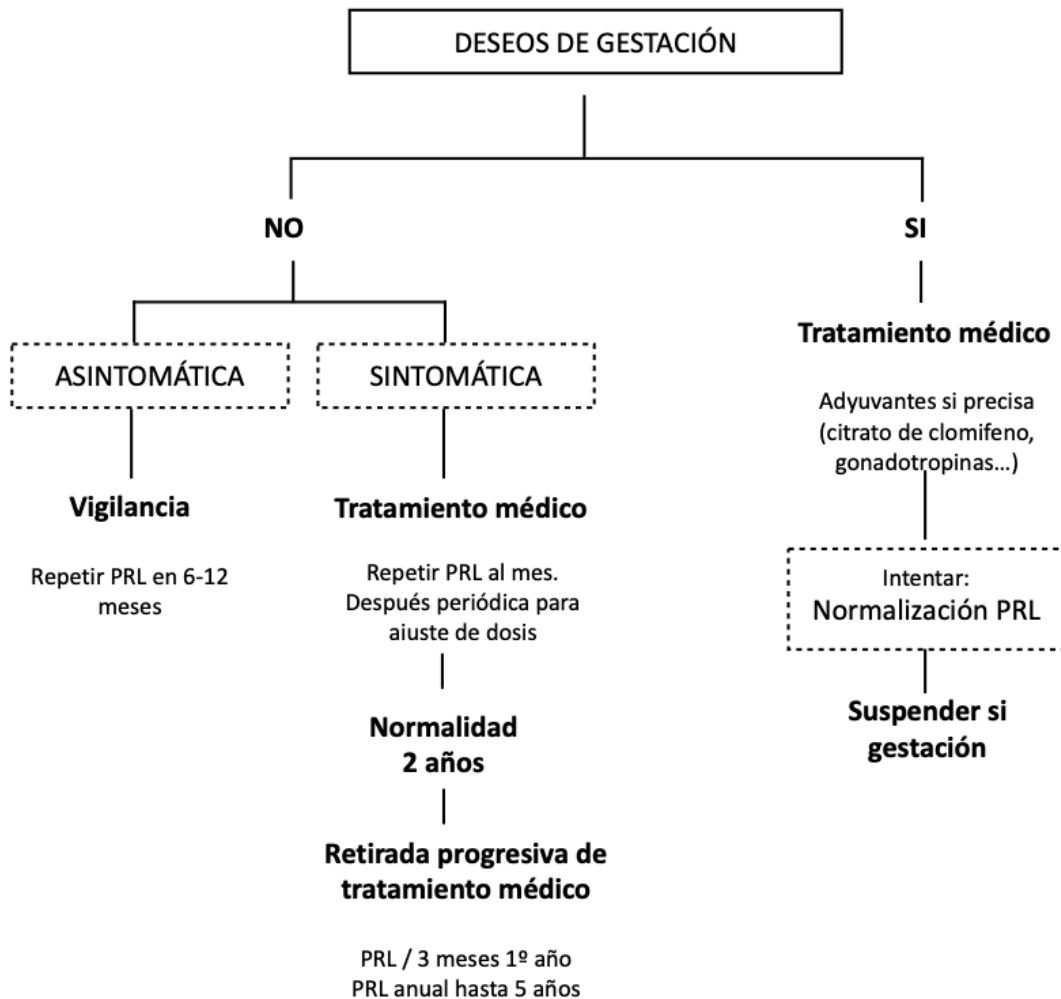 DESEOS DE GESTACIÓN
NO
SI
ASINTOMÁTICA
SINTOMÁTICA
Vigilancia
Repetir PRL en 6-12
meses
Tratamiento médico
Repetir PRL al mes.
Después periódica para
aiuste de dosis
Normalidad
2 años
Retirada progresiva de
tratamiento médico
PRL / 3 meses 1º año
PRL anual hasta 5 años
Tratamiento médico
Adyuvantes si precisa
(citrato de clomifeno,
gonadotropinas…)
Intentar:
Normalización PRL
Suspender si
gestación